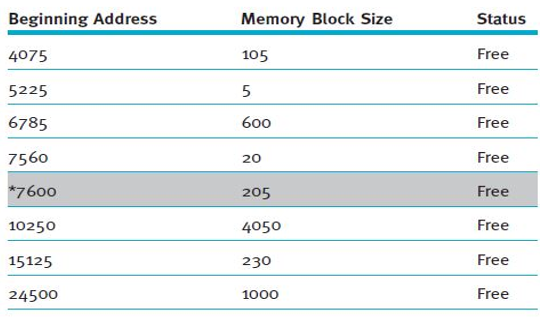 Beginning Address Memory Block Size Status
4075 105 Free
5225 5 Free
6785 600 Free
7560 20 Free
*7600 205 Free
10250 4050 Free
15125 230 Free
24500 1000 Free